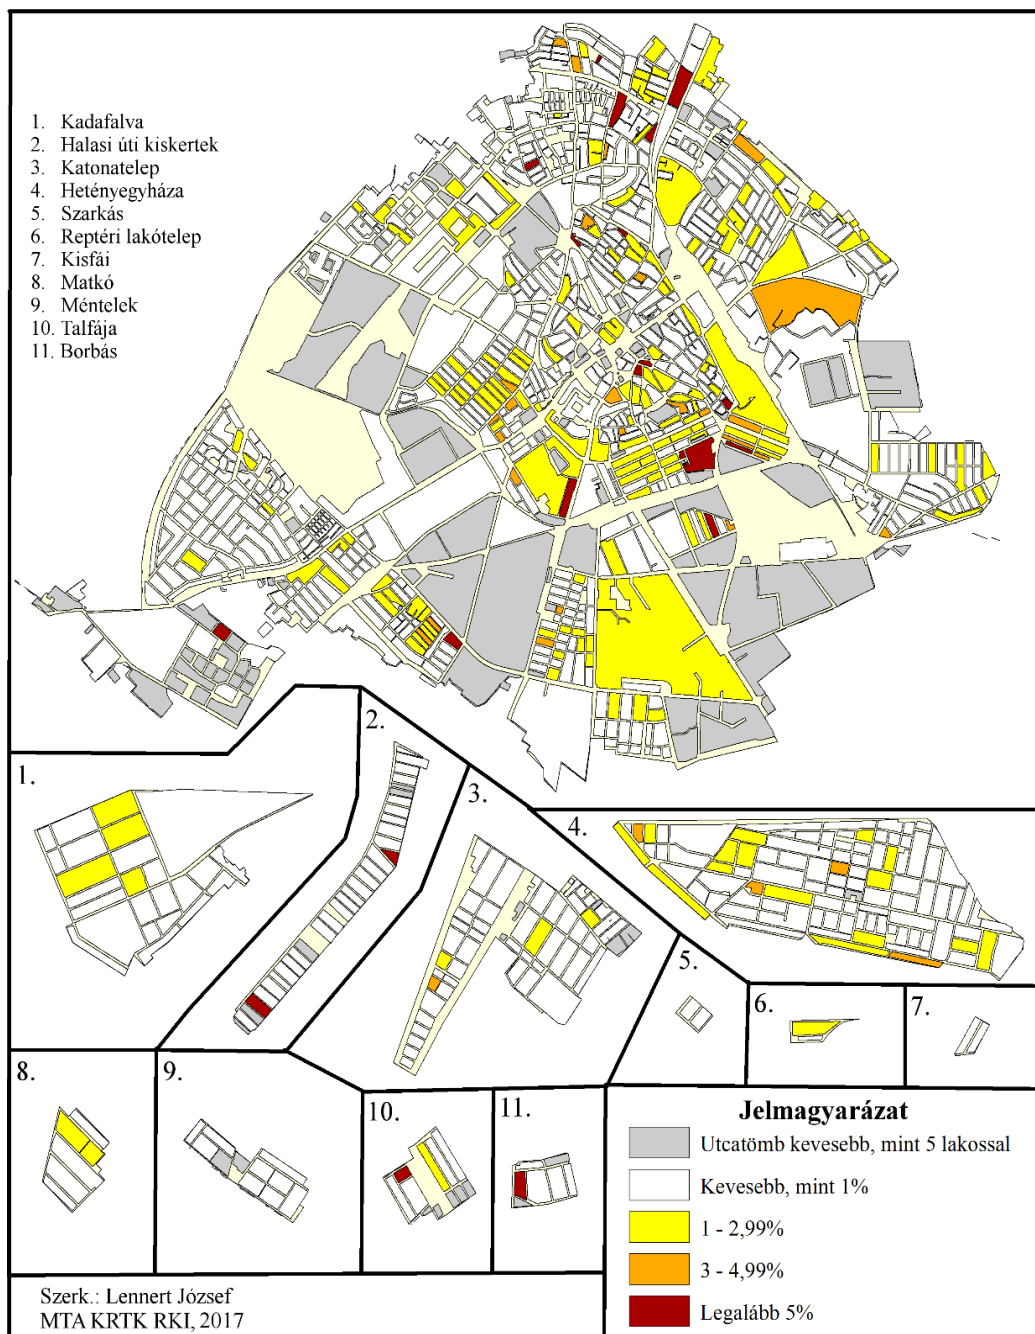 1. Kadafalva
2. Halasi úti kiskertek
3. Katonatelep
4. Hetényegyháza
5. Szarkás
6. Reptéri lakótelep
7. Kisfái
8. Matkó
9. Méntelek
10. Talfája
11. Borbás
1.
2.
3.
4.
5.
6.
7.
8.
9.
10.
11.
Jelmagyarázat
Utcatömb kevesebb, mint 5 lakossal
Kevesebb, mint 1%
1 - 2,99%
3 - 4,99%
Legalább 5%
Szerk.: Lennert József
MTA KRTK RKI, 2017